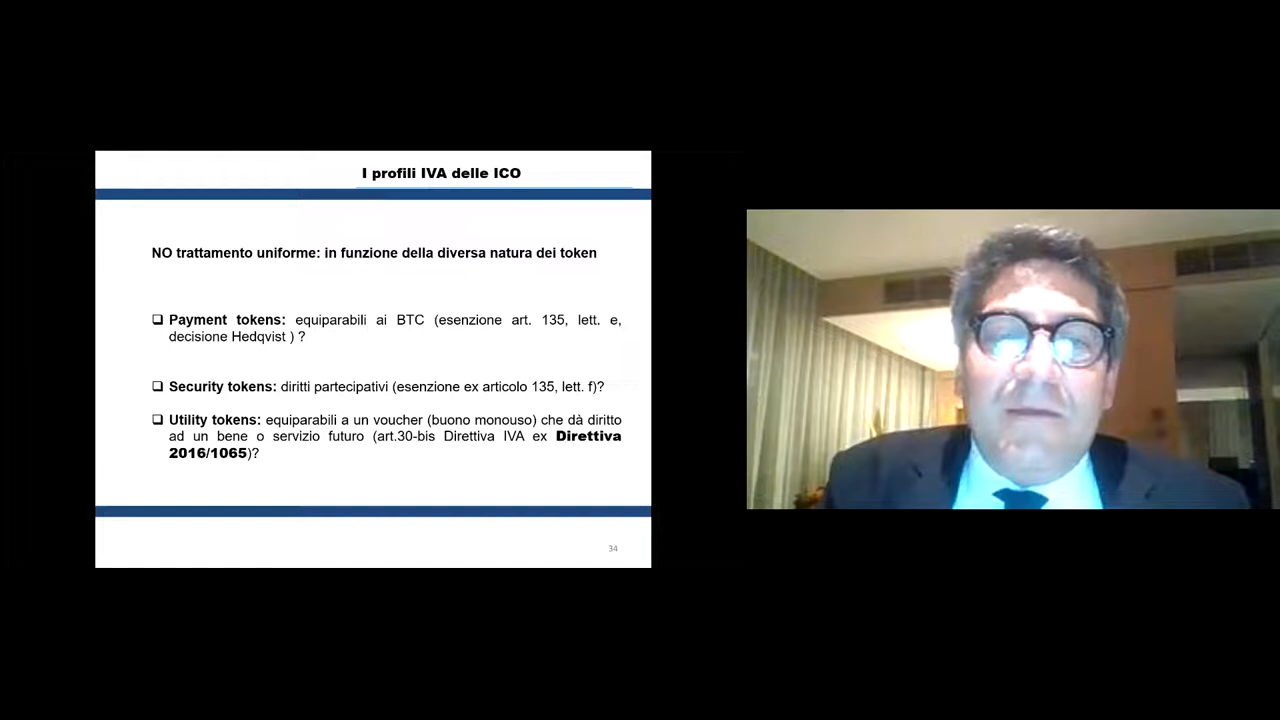 I profili IVA delle ICO
NO trattamento uniforme: in funzione della diversa natura dei token
❑ Payment tokens: equiparabili ai BTC (esenzione art. 135, lett. e,
decisione Hedqvist ) ?
❑ Security tokens: diritti partecipativi (esenzione ex articolo 135, lett. f)?
❑ Utility tokens: equiparabili a un voucher (buono monouso) che dà diritto
ad un bene o servizio futuro (art.30-bis Direttiva IVA ex Direttiva
2016/1065)?
34